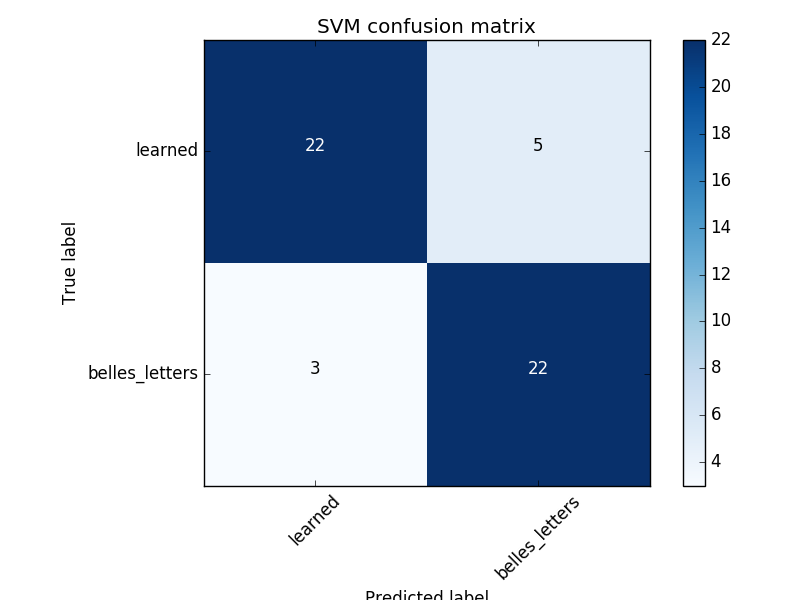 SVM confusion matrix
True label
learned
22
5
belles_letters
3
22
learned
belles_letters
Predicted label
22
20
18
16
14
12
10
8
6
4